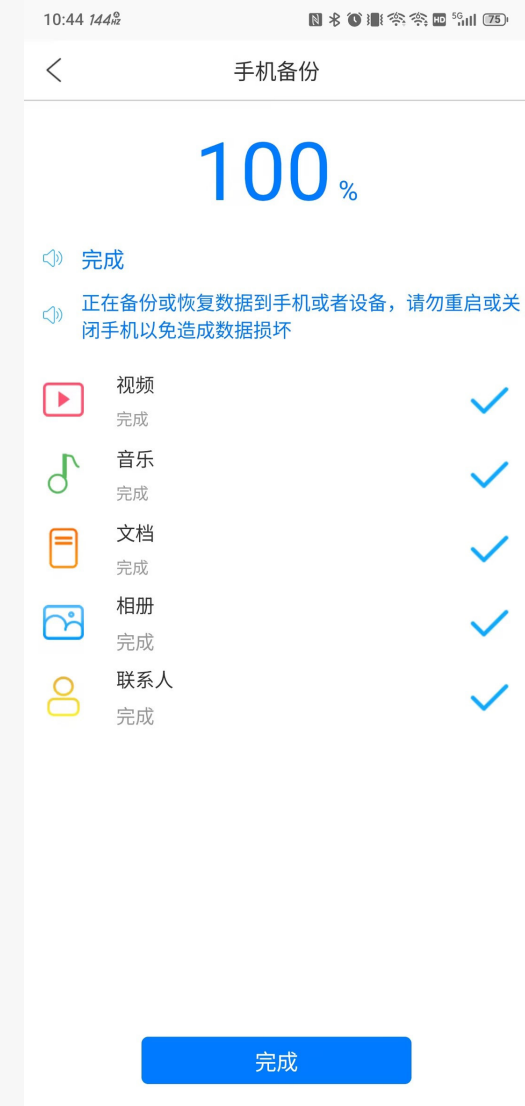 10:44 144Hz HD 5G 75
手机备份
100%
完成
正在备份或恢复数据到手机或者设备，请勿重启或关
闭手机以免造成数据损坏
视频
完成
音乐
完成
文档
完成
相册
完成
联系人
完成
完成